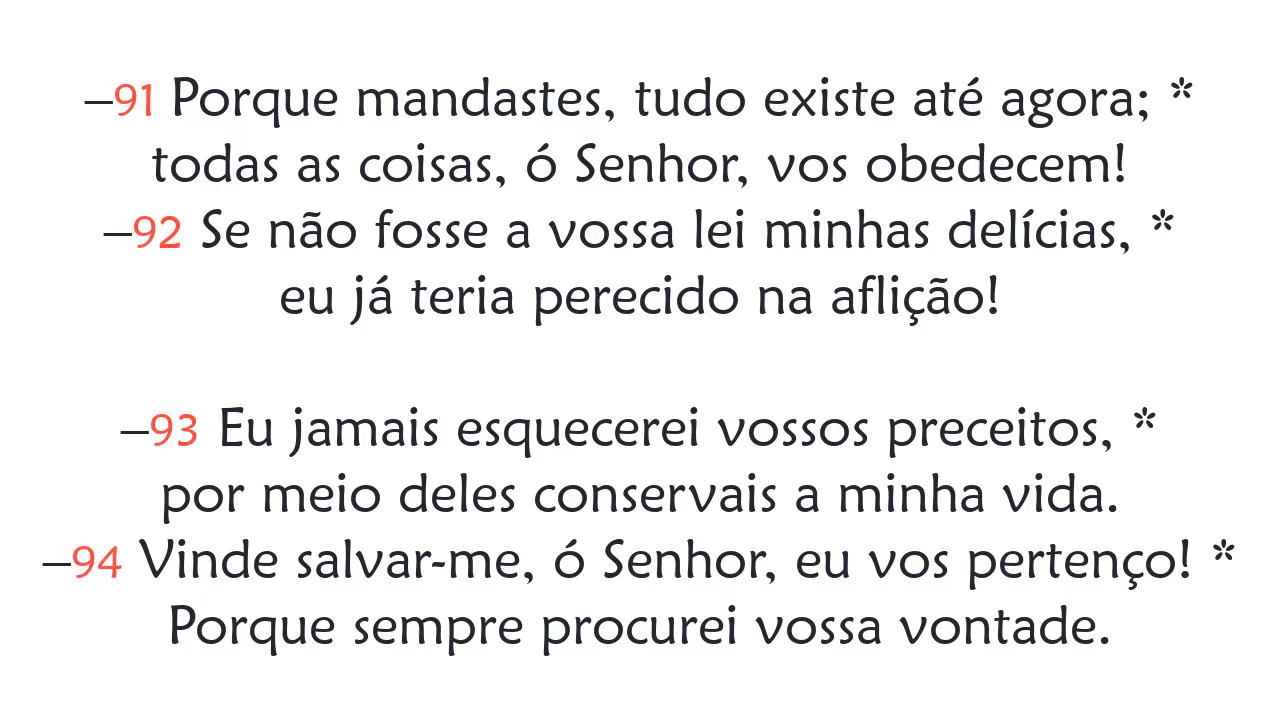 –91 Porque mandastes, tudo existe até agora; *
todas as coisas, ó Senhor, vos obedecem!
–92 Se não fosse a vossa lei minhas delícias, *
eu já teria perecido na aflição!
–93 Eu jamais esquecerei vossos preceitos, *
por meio deles conservais a minha vida.
–94 Vinde salvar-me, ó Senhor, eu vos pertenço! *
Porque sempre procurei vossa vontade.